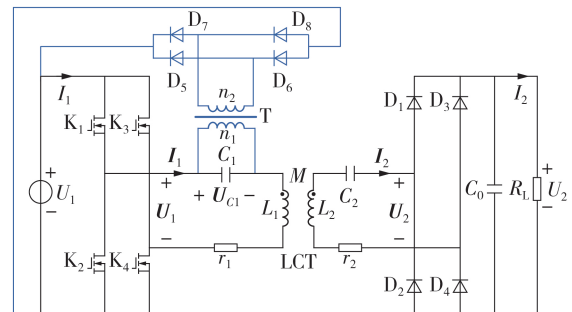 D7 D8
D5 D6
I1 n2 I2
T
K1 K3 n1 D1 D3
I1 C1 M I2
+ + UC1 − C2 + C0 RL +
U1 U1 L1 L2 U2 U2
− − − −
K2 K4 r1 LCT r2 D2 D4